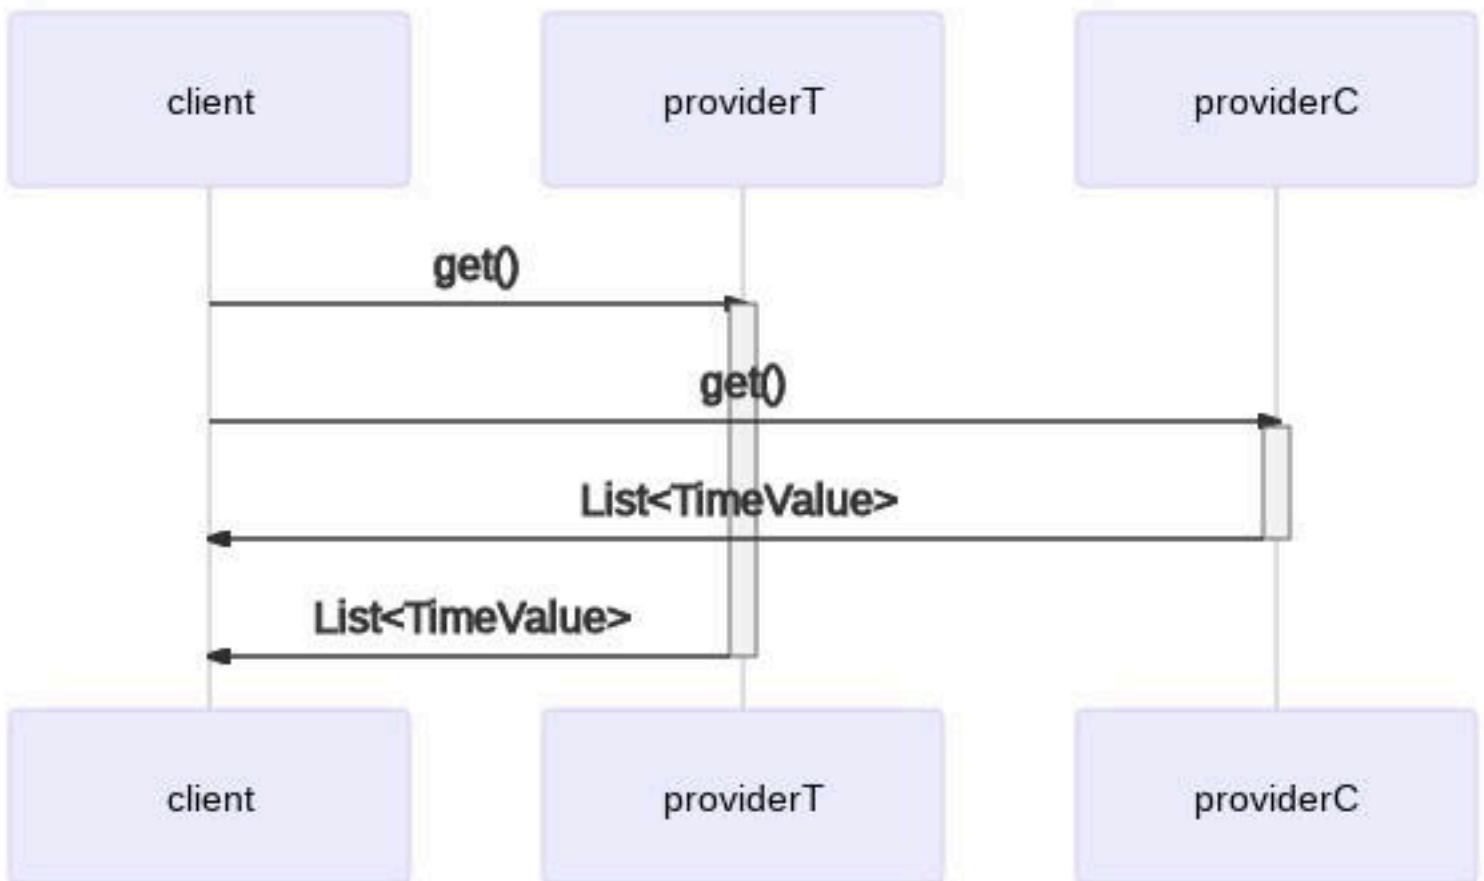 client
providerT
providerC
get()
get()
List<TimeValue>
List<TimeValue>
client
providerT
providerC